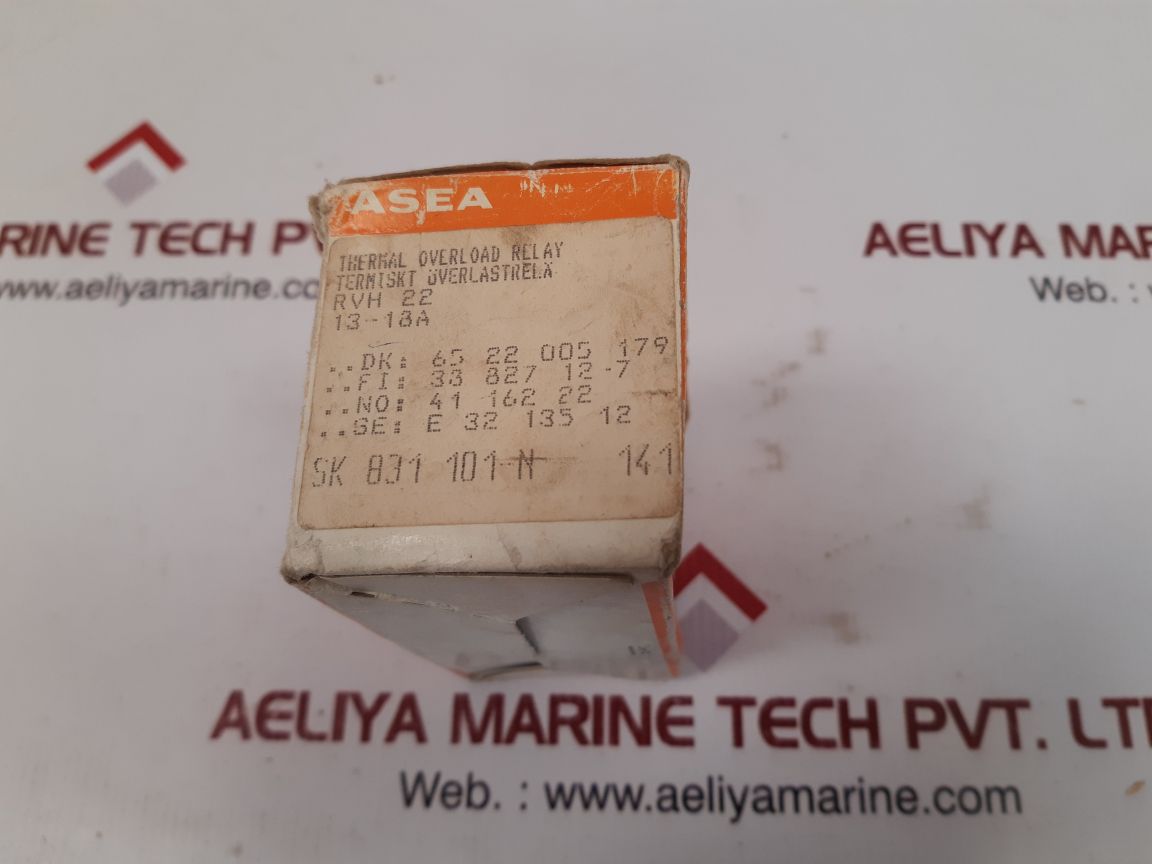 ASEA
THERMAL OVERLOAD RELAY
TERMISKT ÖVERLASTRELÄ
RVH 22
13-18A
..DK: 65 22 005 179
..FI: 33 827 12-7
..NO: 41 162 22
..SE: E 32 135 12
SK 831 101-N 141
RINE TECH PV
www.aeliyamarine.co
AELIYA MAR
Web. :
AELIYA MARINE TECH PVT. LT
Web. : www.aeliyamarine.com